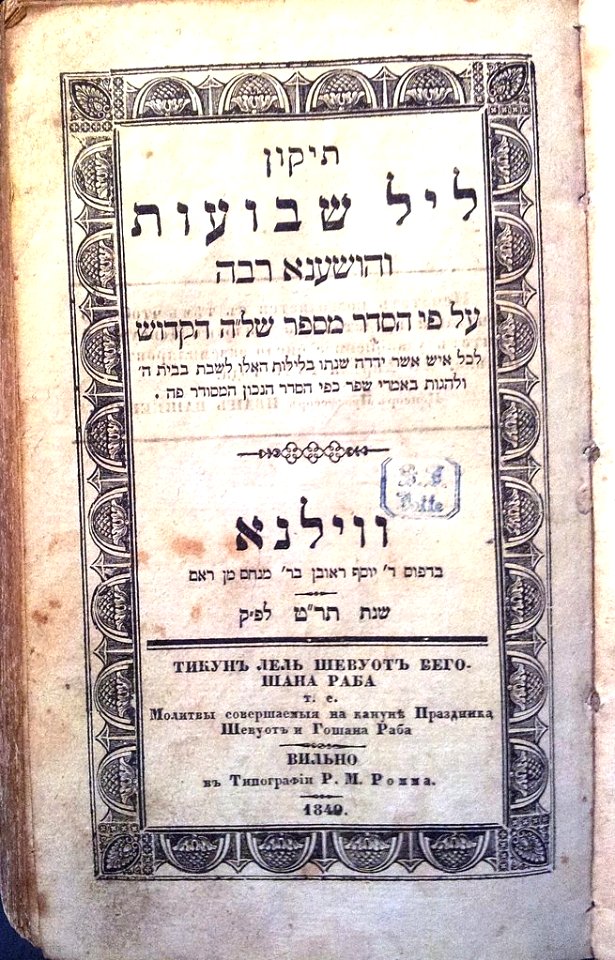 תיקון
ליל שבועות
והושענא רבה
על פי הסדר מספר של״ה הקדוש
לכל איש אשר ידדה שנתו בלילות האלו לשבת בבית ה׳
ולהגות באמרי שפר כפי הסדר הנכון המסודר פה .
ווילנא
בדפוס ר׳ יוסף ראובן בר׳ מנחם מן ראם
שנת תר״ט לפ״ק
ТИКУНЪ ЛЕЛЬ ШЕВУОТЪ ВЕГО-
ШАНА РАБА
т. е.
Молитвы совершаемыя на канунѣ Праздника
Шевуотъ и Гошана Раба
ВИЛЬНО
въ Типографіи Р. М. Ромма.
1849.